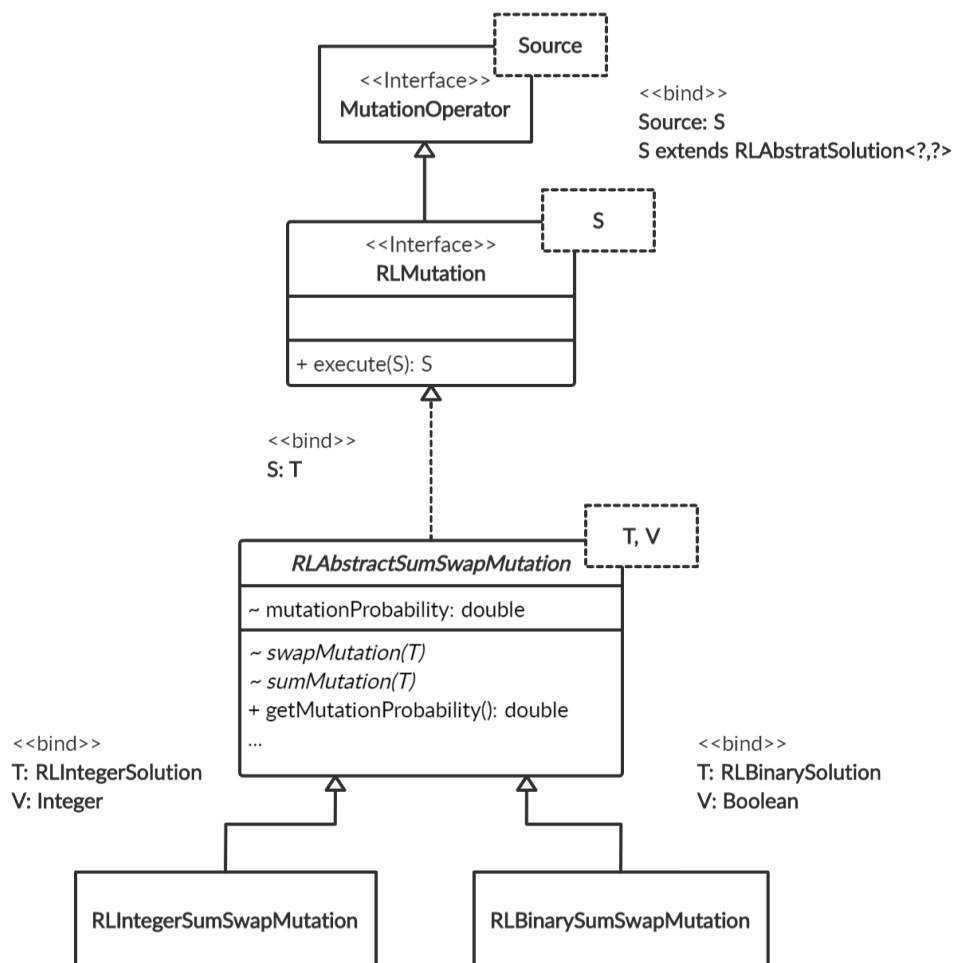 Source
<<Interface>>
MutationOperator
<<bind>>
Source: S
S extends RLAbstratSolution<?,?>
S
<<Interface>>
RLMutation
+ execute(S): S
<<bind>>
S: T
T, V
RLAbstractSumSwapMutation
~ mutationProbability: double
~ swapMutation(T)
~ sumMutation(T)
+ getMutationProbability(): double
...
<<bind>>
T: RLIntegerSolution
V: Integer
<<bind>>
T: RLBinarySolution
V: Boolean
RLIntegerSumSwapMutation
RLBinarySumSwapMutation